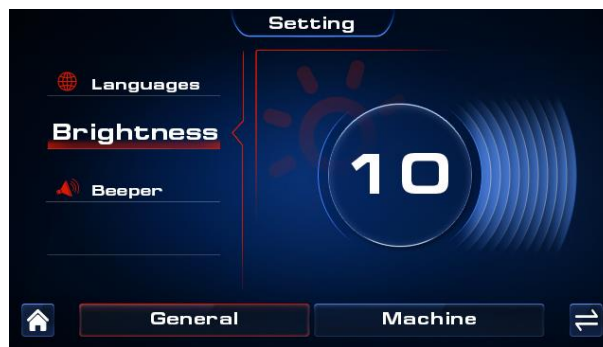 Setting
Languages
Brightness
Beeper
10
General
Machine